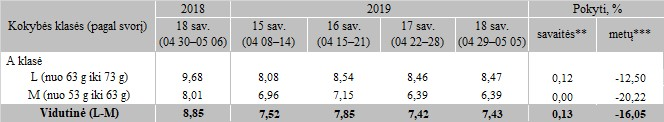 Kokybės klasės (pagal svorį) 2018 2019 Pokyti, %
18 sav. (04 30–05 06) 15 sav. (04 08–14) 16 sav. (04 15–21) 17 sav. (04 22–28) 18 sav. (04 29–05 05) savaitės** metų***
A klasė
L (nuo 63 g iki 73 g) 9,68 8,08 8,54 8,46 8,47 0,12 -12,50
M (nuo 53 g iki 63 g) 8,01 6,96 7,15 6,39 6,39 0,00 -20,22
Vidutinė (L-M) 8,85 7,52 7,85 7,42 7,43 0,13 -16,05